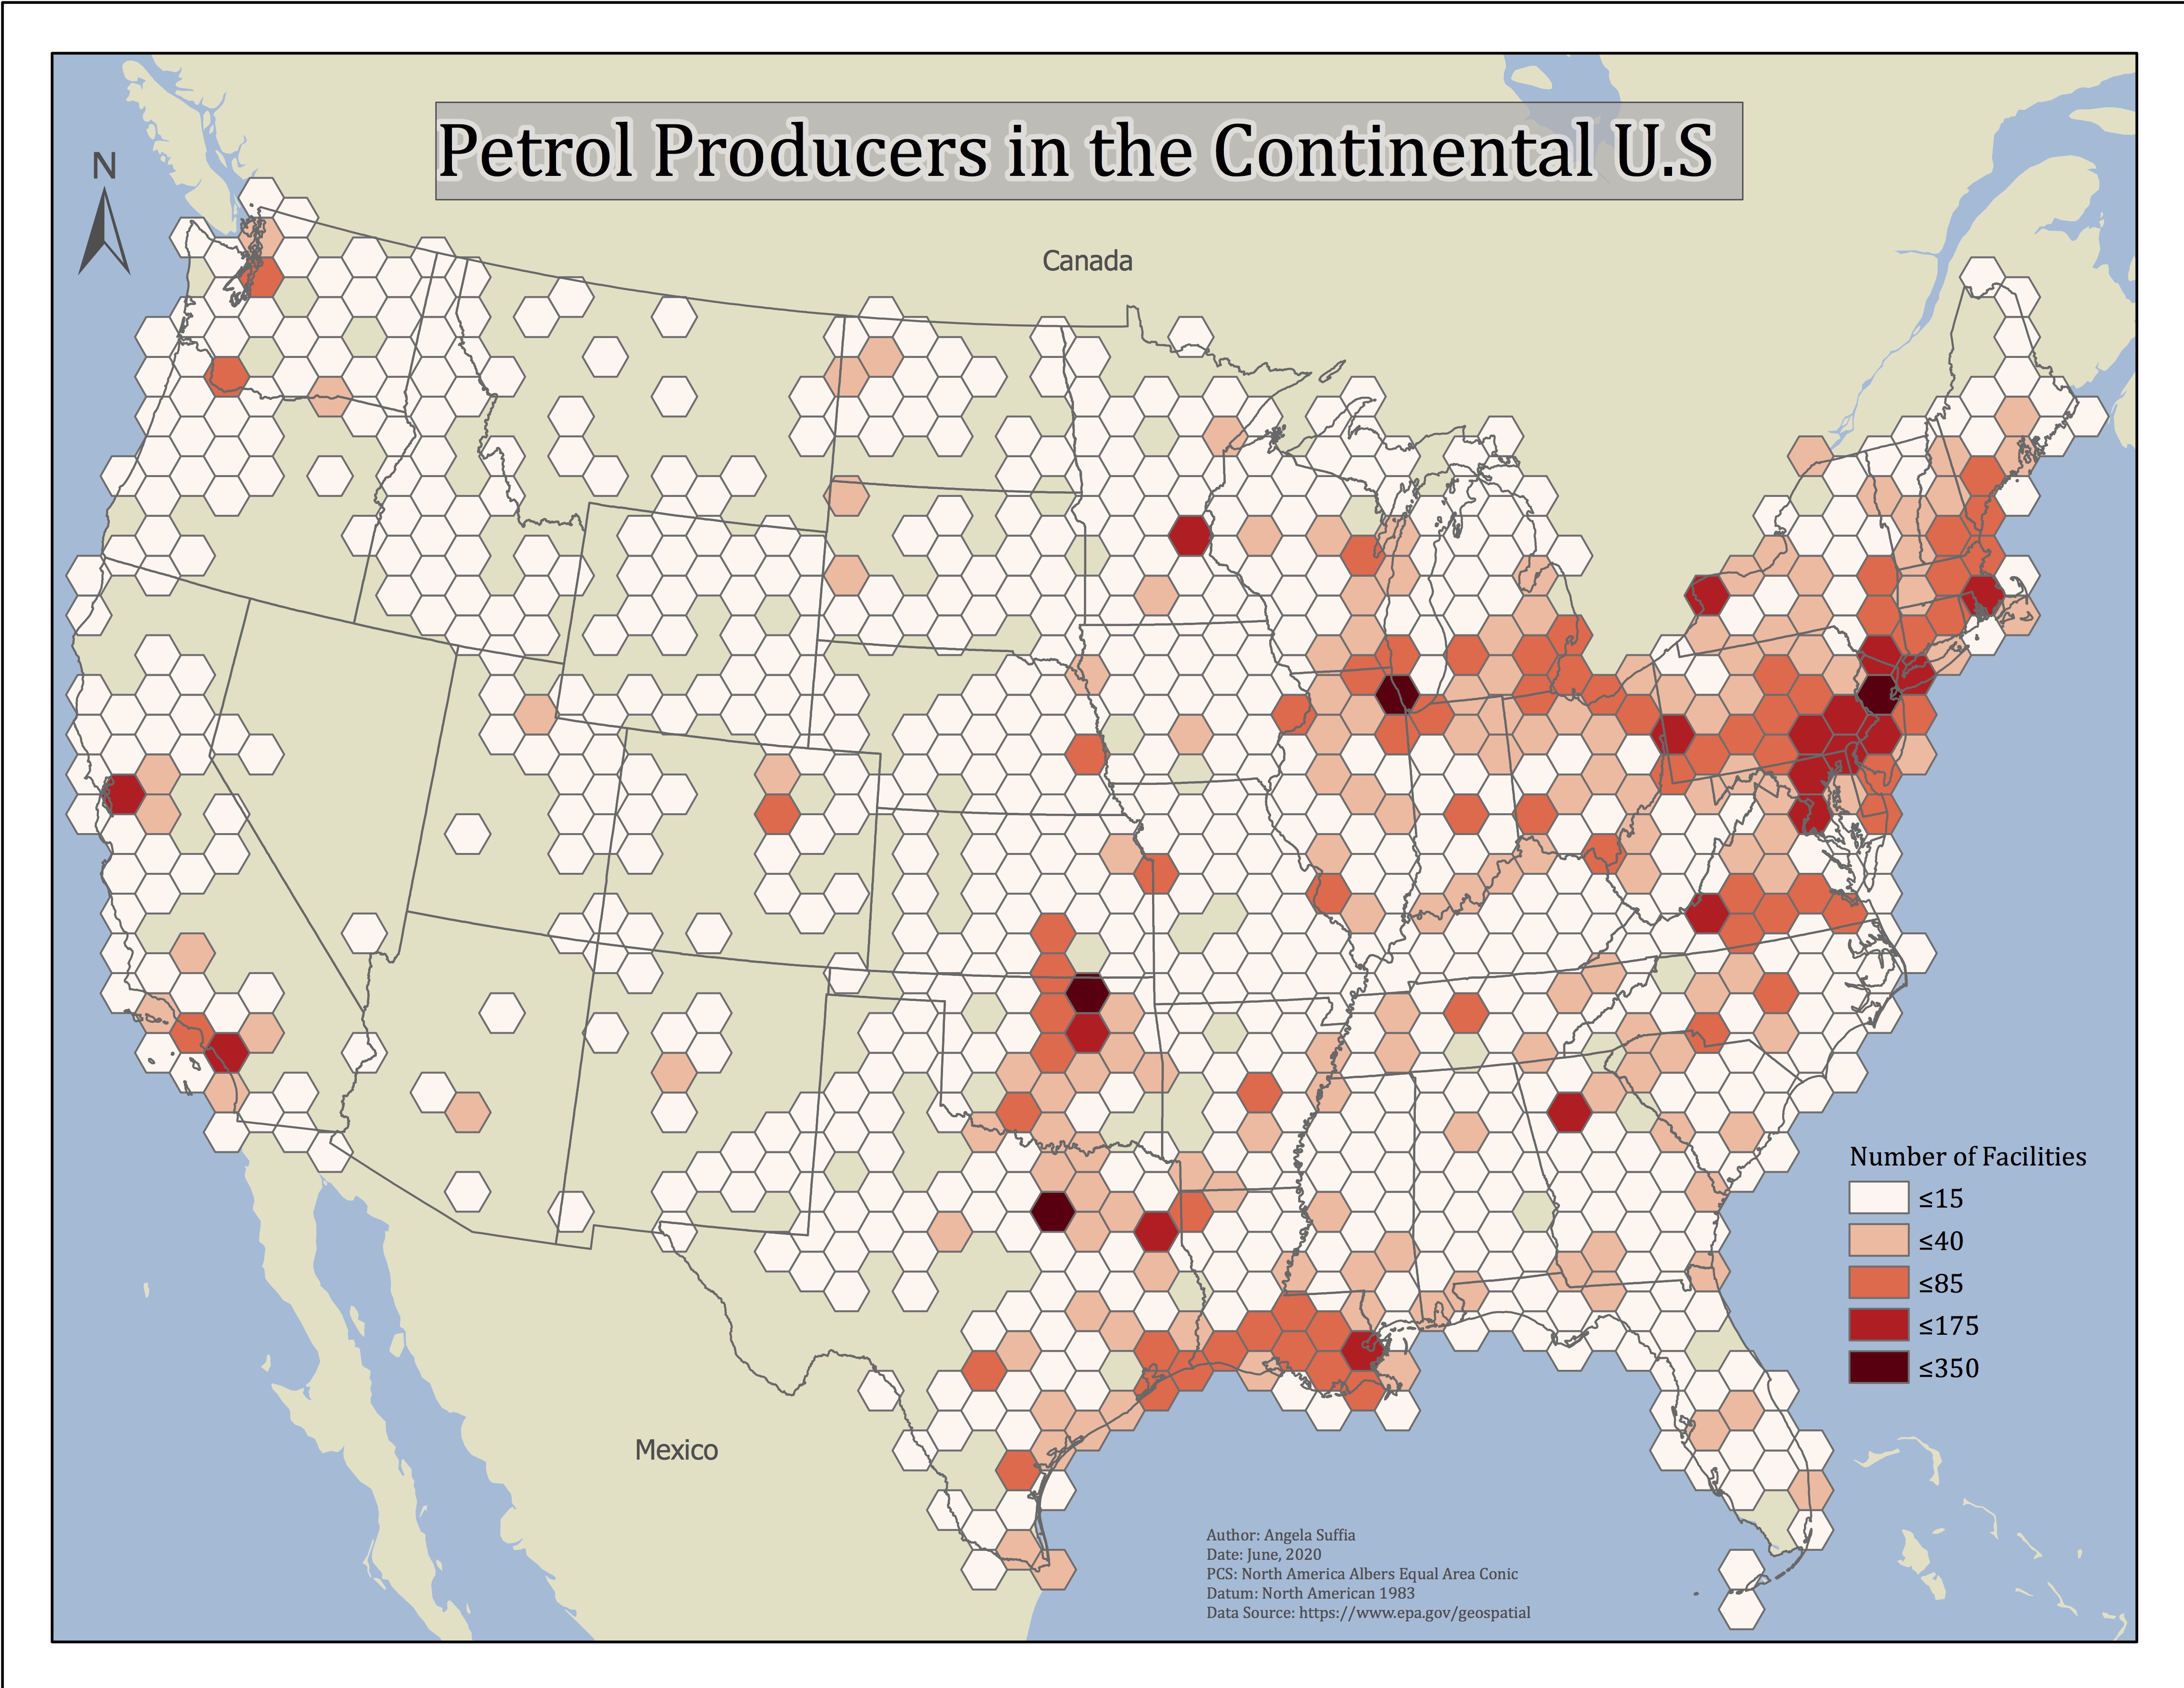 Petrol Producers in the Continental U.S
N
Canada
Mexico
Number of Facilities
≤15
≤40
≤85
≤175
≤350
Author: Angela Suffia
Date: June, 2020
PCS: North America Albers Equal Area Conic
Datum: North American 1983
Data Source: https://www.epa.gov/geospatial